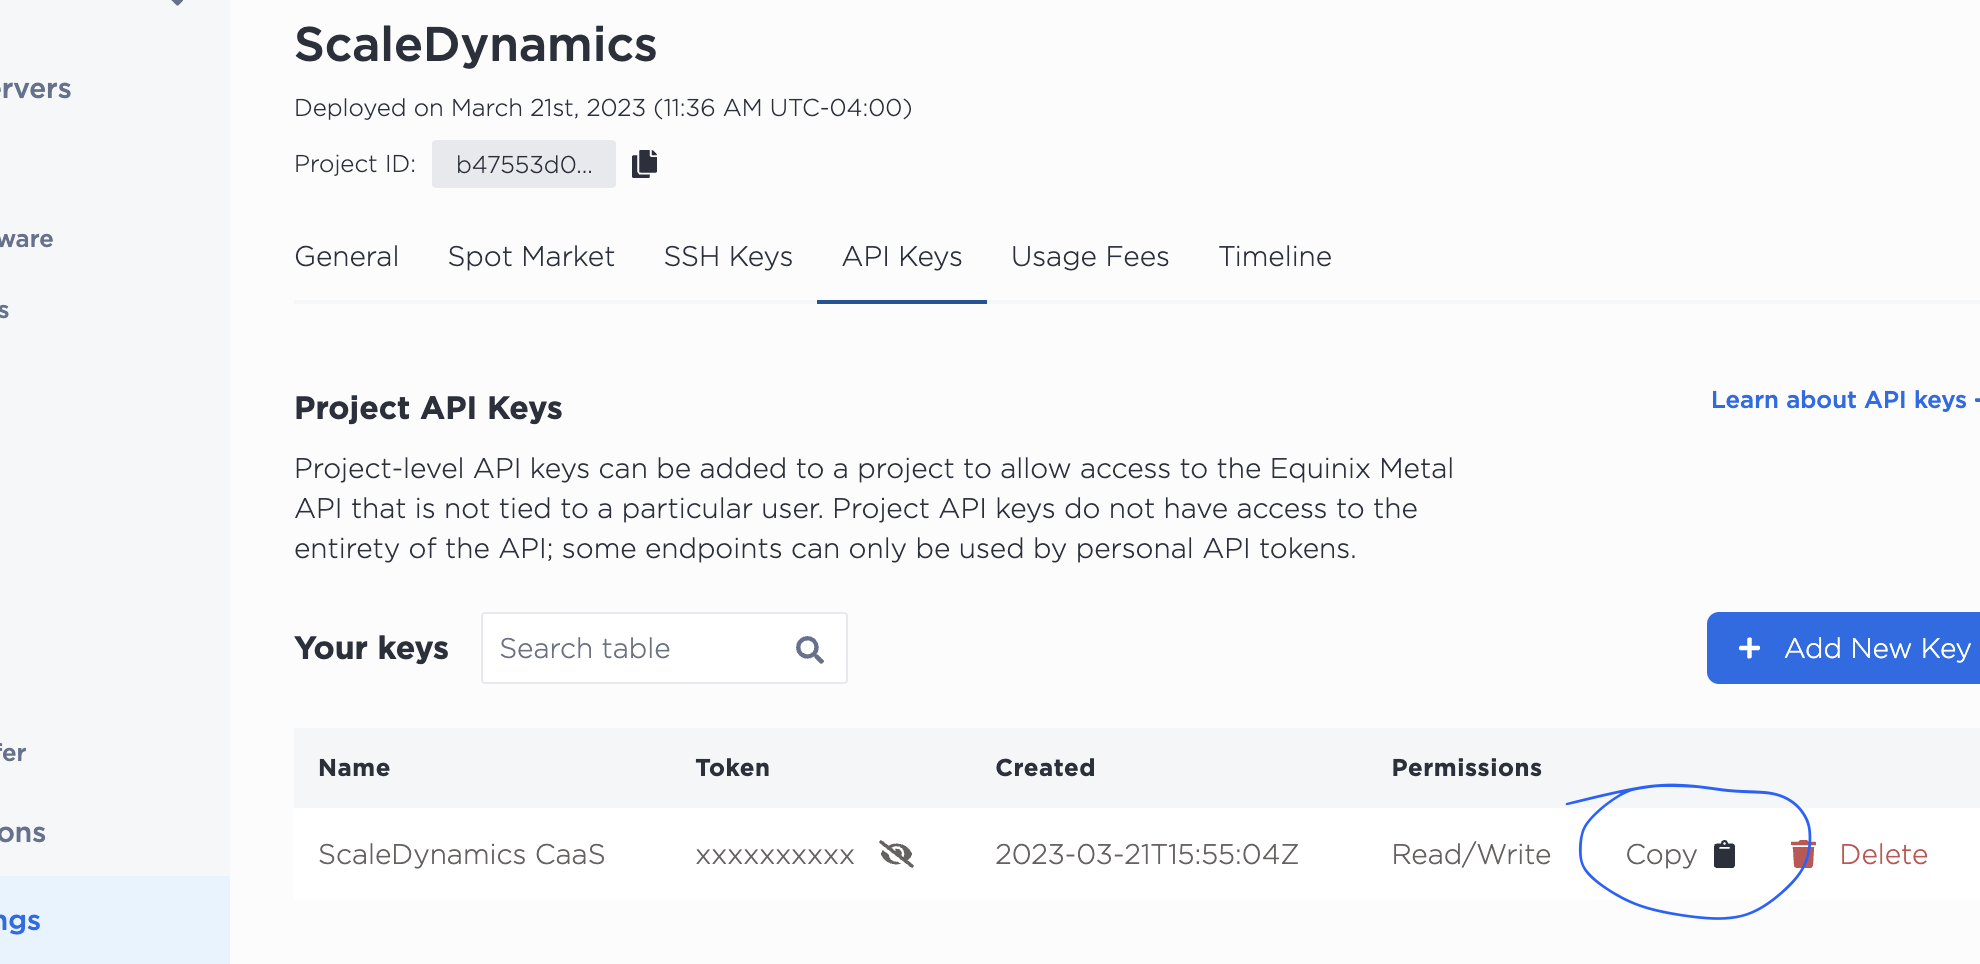 ScaleDynamics
Deployed on March 21st, 2023 (11:36 AM UTC-04:00)
Project ID: b47553d0...
General Spot Market SSH Keys API Keys Usage Fees Timeline
Project API Keys
Learn about API keys
Project-level API keys can be added to a project to allow access to the Equinix Metal
API that is not tied to a particular user. Project API keys do not have access to the
entirety of the API; some endpoints can only be used by personal API tokens.
Your keys Search table + Add New Key
Name Token Created Permissions
ScaleDynamics CaaS xxxxxxxxxx 2023-03-21T15:55:04Z Read/Write Copy Delete